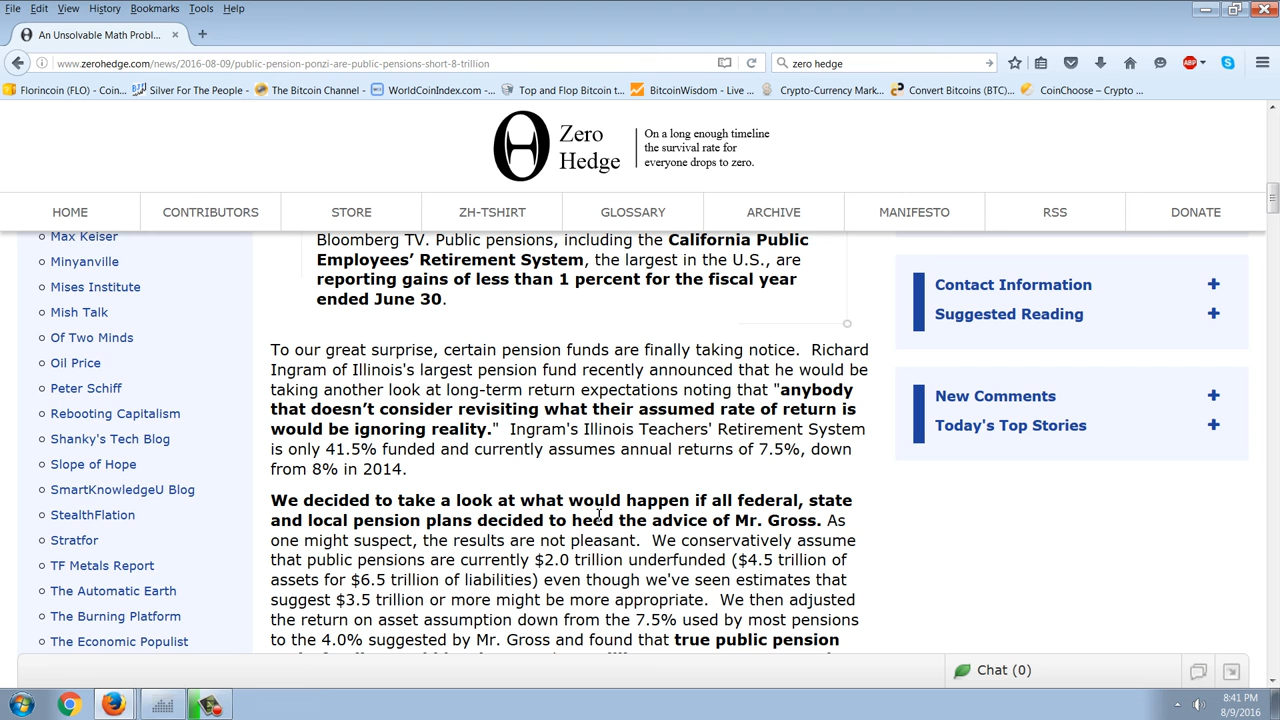 File Edit View History Bookmarks Tools Help
An Unsolvable Math Probl...
www.zerohedge.com/news/2016-08-09/public-pension-ponzi-are-public-pensions-short-8-trillion
zero hedge
ABP
Florincoin (FLO) - Coin... Silver For The People - The Bitcoin Channel - WorldCoinIndex.com -... Top and Flop Bitcoin t... BitcoinWisdom - Live ... Crypto-Currency Mark... Convert Bitcoins (BTC)... CoinChoose – Crypto ...
Zero
Hedge
On a long enough timeline
the survival rate for
everyone drops to zero.
HOME CONTRIBUTORS STORE ZH-TSHIRT GLOSSARY ARCHIVE MANIFESTO RSS DONATE
Max Keiser
Minyanville
Mises Institute
Mish Talk
Of Two Minds
Oil Price
Peter Schiff
Rebooting Capitalism
Shanky's Tech Blog
Slope of Hope
SmartKnowledgeU Blog
StealthFlation
Stratfor
TF Metals Report
The Automatic Earth
The Burning Platform
The Economic Populist
Bloomberg TV. Public pensions, including the California Public
Employees’ Retirement System, the largest in the U.S., are
reporting gains of less than 1 percent for the fiscal year
ended June 30.
To our great surprise, certain pension funds are finally taking notice. Richard
Ingram of Illinois's largest pension fund recently announced that he would be
taking another look at long-term return expectations noting that "anybody
that doesn’t consider revisiting what their assumed rate of return is
would be ignoring reality." Ingram's Illinois Teachers' Retirement System
is only 41.5% funded and currently assumes annual returns of 7.5%, down
from 8% in 2014.
We decided to take a look at what would happen if all federal, state
and local pension plans decided to heed the advice of Mr. Gross. As
one might suspect, the results are not pleasant. We conservatively assume
that public pensions are currently $2.0 trillion underfunded ($4.5 trillion of
assets for $6.5 trillion of liabilities) even though we've seen estimates that
suggest $3.5 trillion or more might be more appropriate. We then adjusted
the return on asset assumption down from the 7.5% used by most pensions
to the 4.0% suggested by Mr. Gross and found that true public pension
Contact Information +
Suggested Reading +
New Comments +
Today's Top Stories +
Chat (0)
8:41 PM
8/9/2016